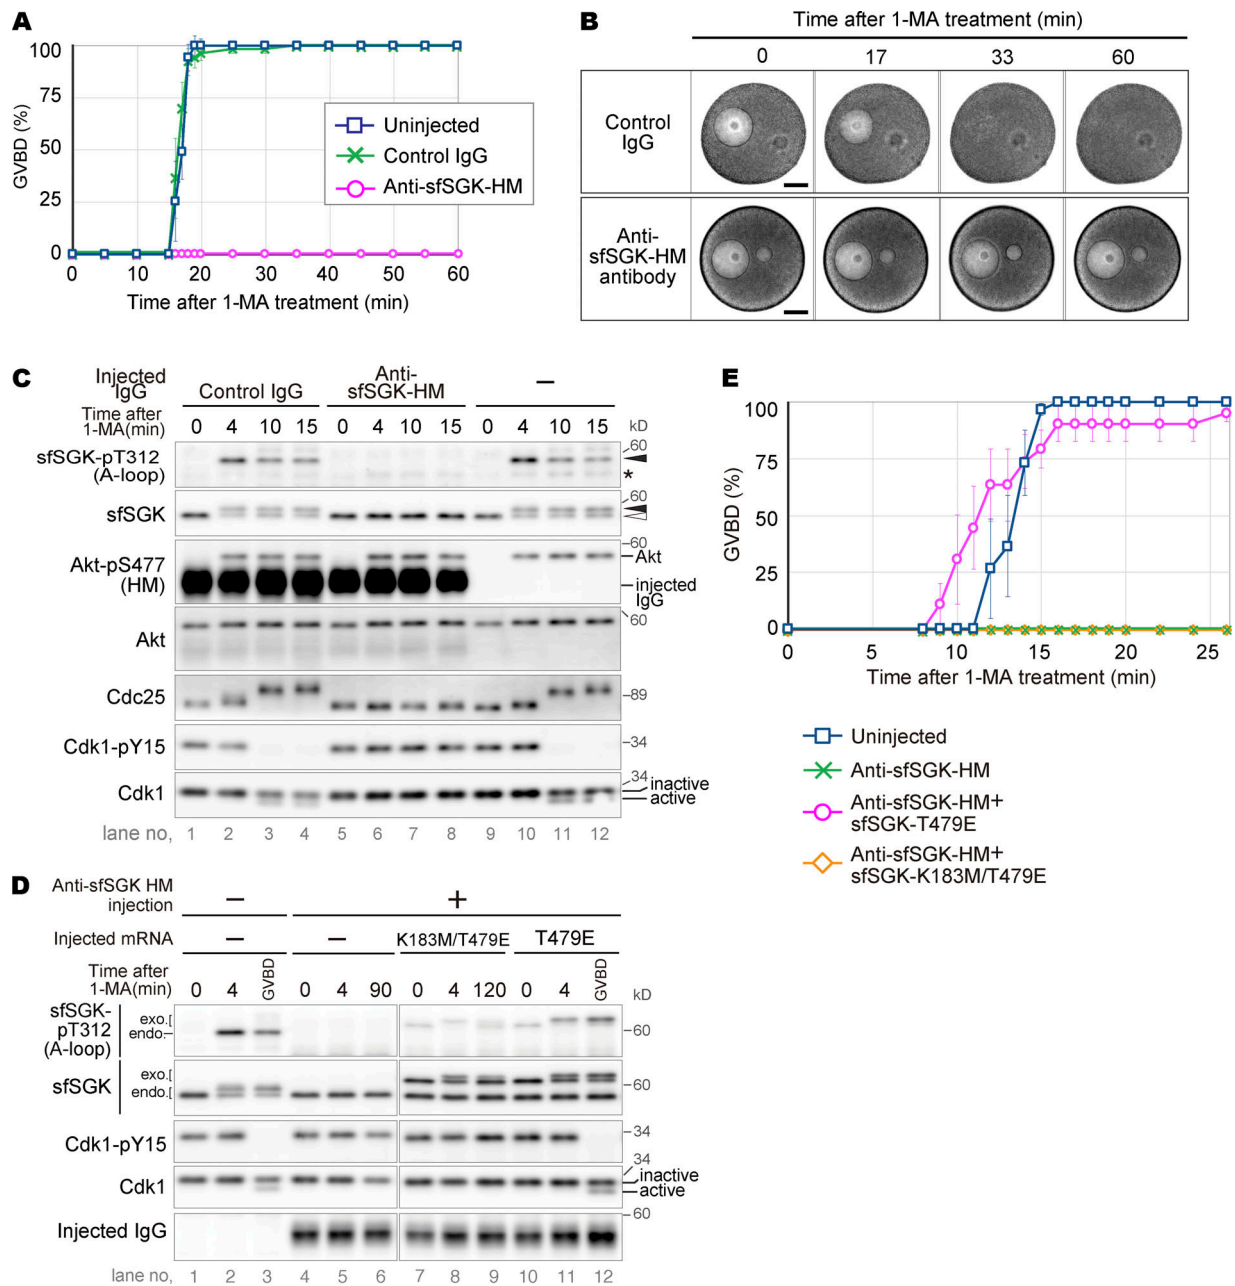 A
GVBD (%)
100
75
50
25
0
0
10
20
30
40
50
60
Time after 1-MA treatment (min)
Uninjected
Control IgG
Anti-sfSGK-HM
B
Time after 1-MA treatment (min)
0 17 33 60
Control
IgG
Anti-
sfSGK-HM
antibody
C
Injected
IgG
Control IgG
Anti-
sfSGK-HM
–
Time after
1-MA(min)
0 4 10 15 0 4 10 15 0 4 10 15
kD
sfSGK-pT312
(A-loop)
60
*
sfSGK
60
Akt-pS477
(HM)
60
Akt
injected
IgG
Akt
60
Cdc25
89
Cdk1-pY15
34
Cdk1
34
inactive
active
lane no, 1 2 3 4 5 6 7 8 9 10 11 12
D
Anti-sfSGK HM
injection
– +
Injected mRNA
– – K183M/T479E T479E
Time after
1-MA(min)
0 4 GVBD 0 4 90 0 4 120 0 4 GVBD
kD
sfSGK-
pT312
(A-loop)
exo.[
endo.–
60
sfSGK
exo.[
endo.[
60
Cdk1-pY15
34
Cdk1
34
inactive
active
Injected IgG
60
lane no, 1 2 3 4 5 6 7 8 9 10 11 12
E
GVBD (%)
100
75
50
25
0
0
5
10
15
20
25
Time after 1-MA treatment (min)
Uninjected
Anti-sfSGK-HM
Anti-sfSGK-HM+
sfSGK-T479E
Anti-sfSGK-HM+
sfSGK-K183M/T479E